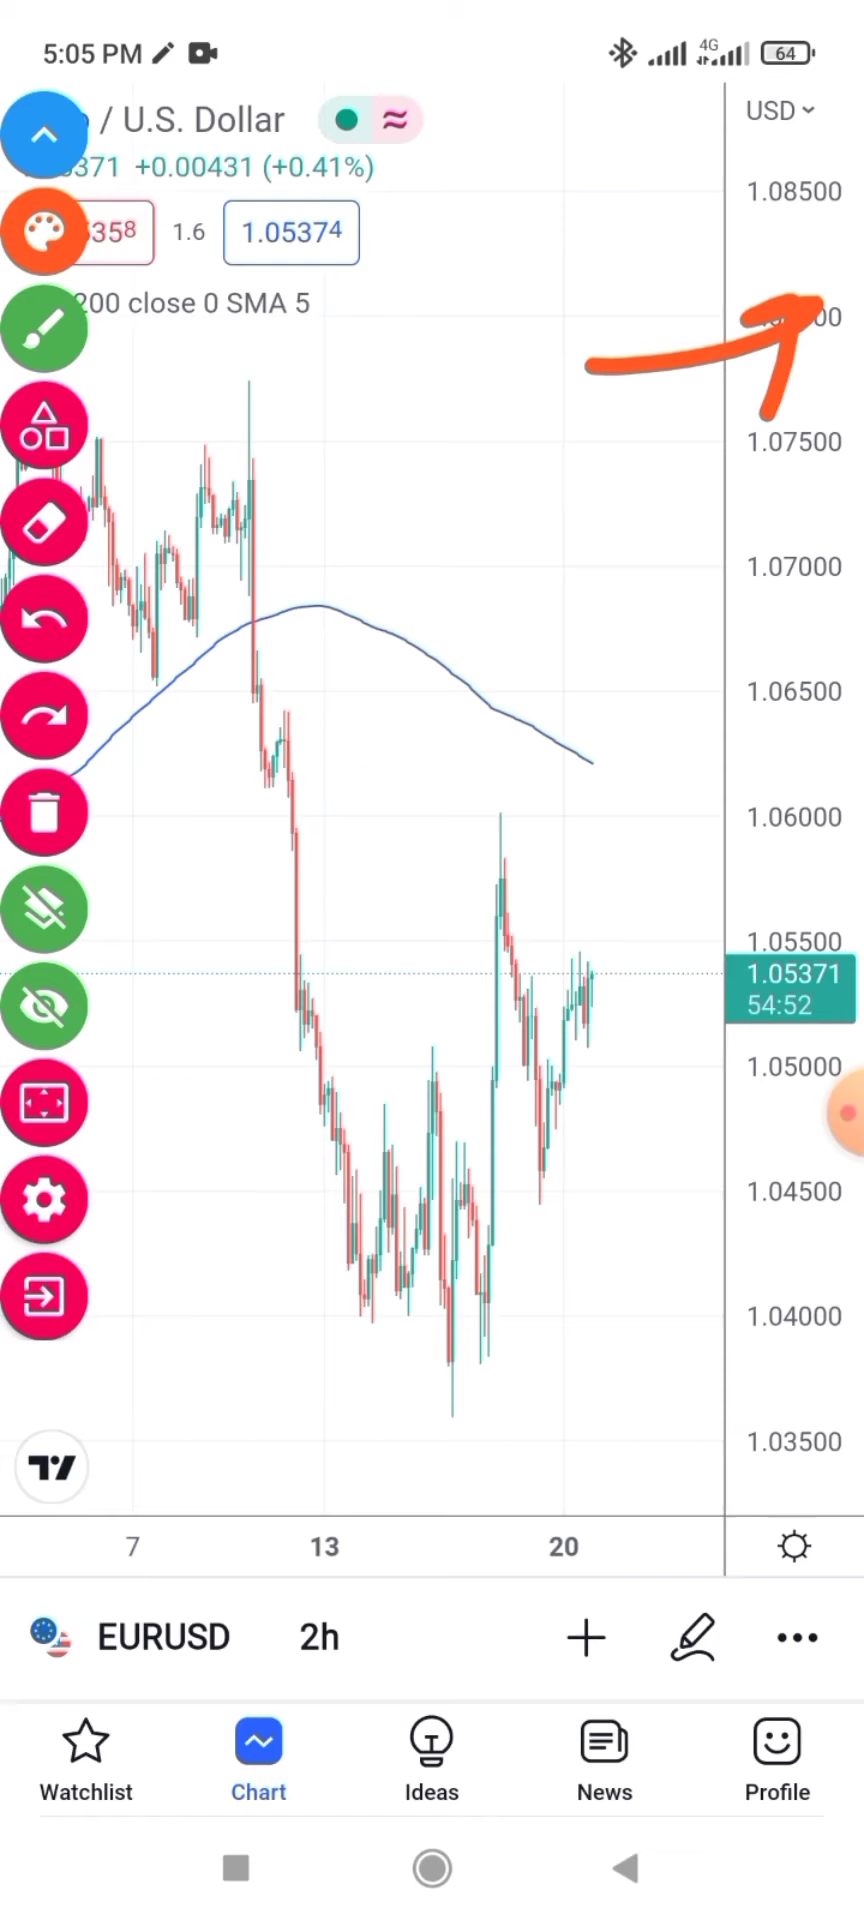 5:05 PM
4G
64
/ U.S. Dollar
USD
371 +0.00431 (+0.41%)
1.08500
358
1.6
1.05374
200 close 0 SMA 5
00
1.07500
1.07000
1.06500
1.06000
1.05500
1.05371
54:52
1.05000
1.04500
1.04000
1.03500
7
13
20
EURUSD
2h
Watchlist
Chart
Ideas
News
Profile